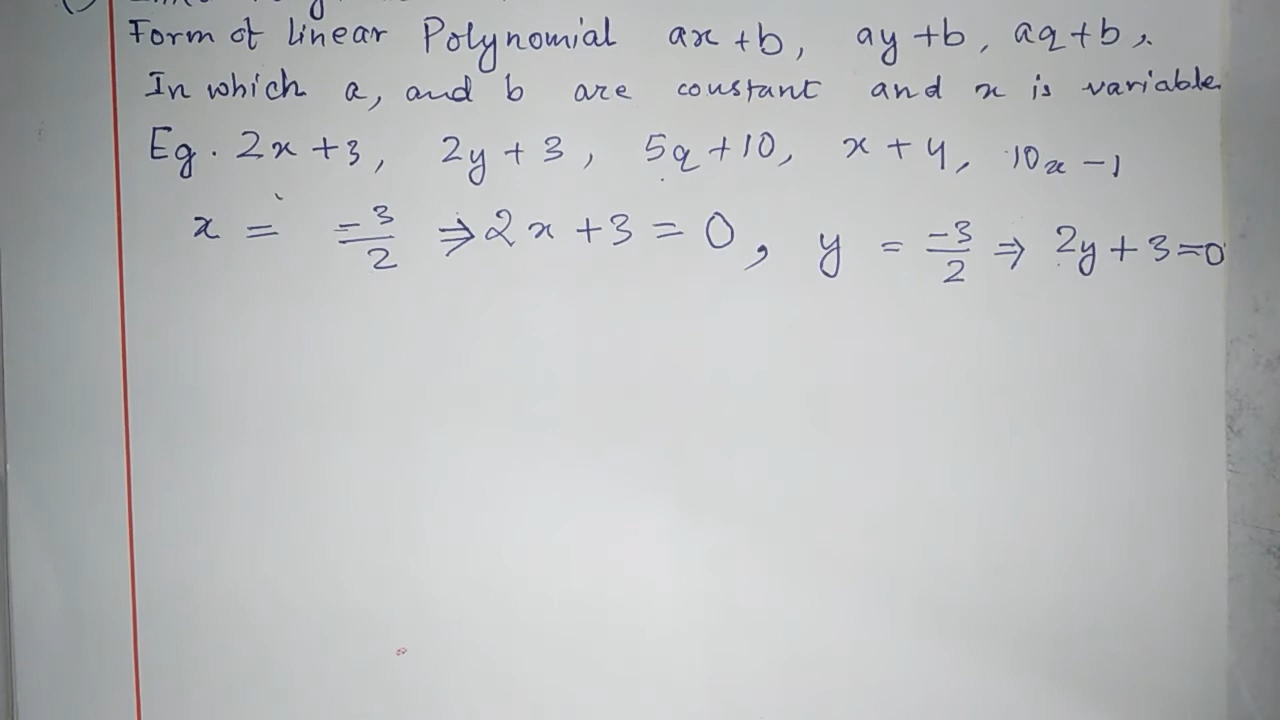 Form of linear Polynomial ax+b, ay+b, aq+b,
In which a, and b are constant and x is variable
Eg. 2x+3, 2y+3, 5q+10, x+4, 10x-1
x = -3/2 ⇒ 2x+3=0, y = -3/2 ⇒ 2y+3=0